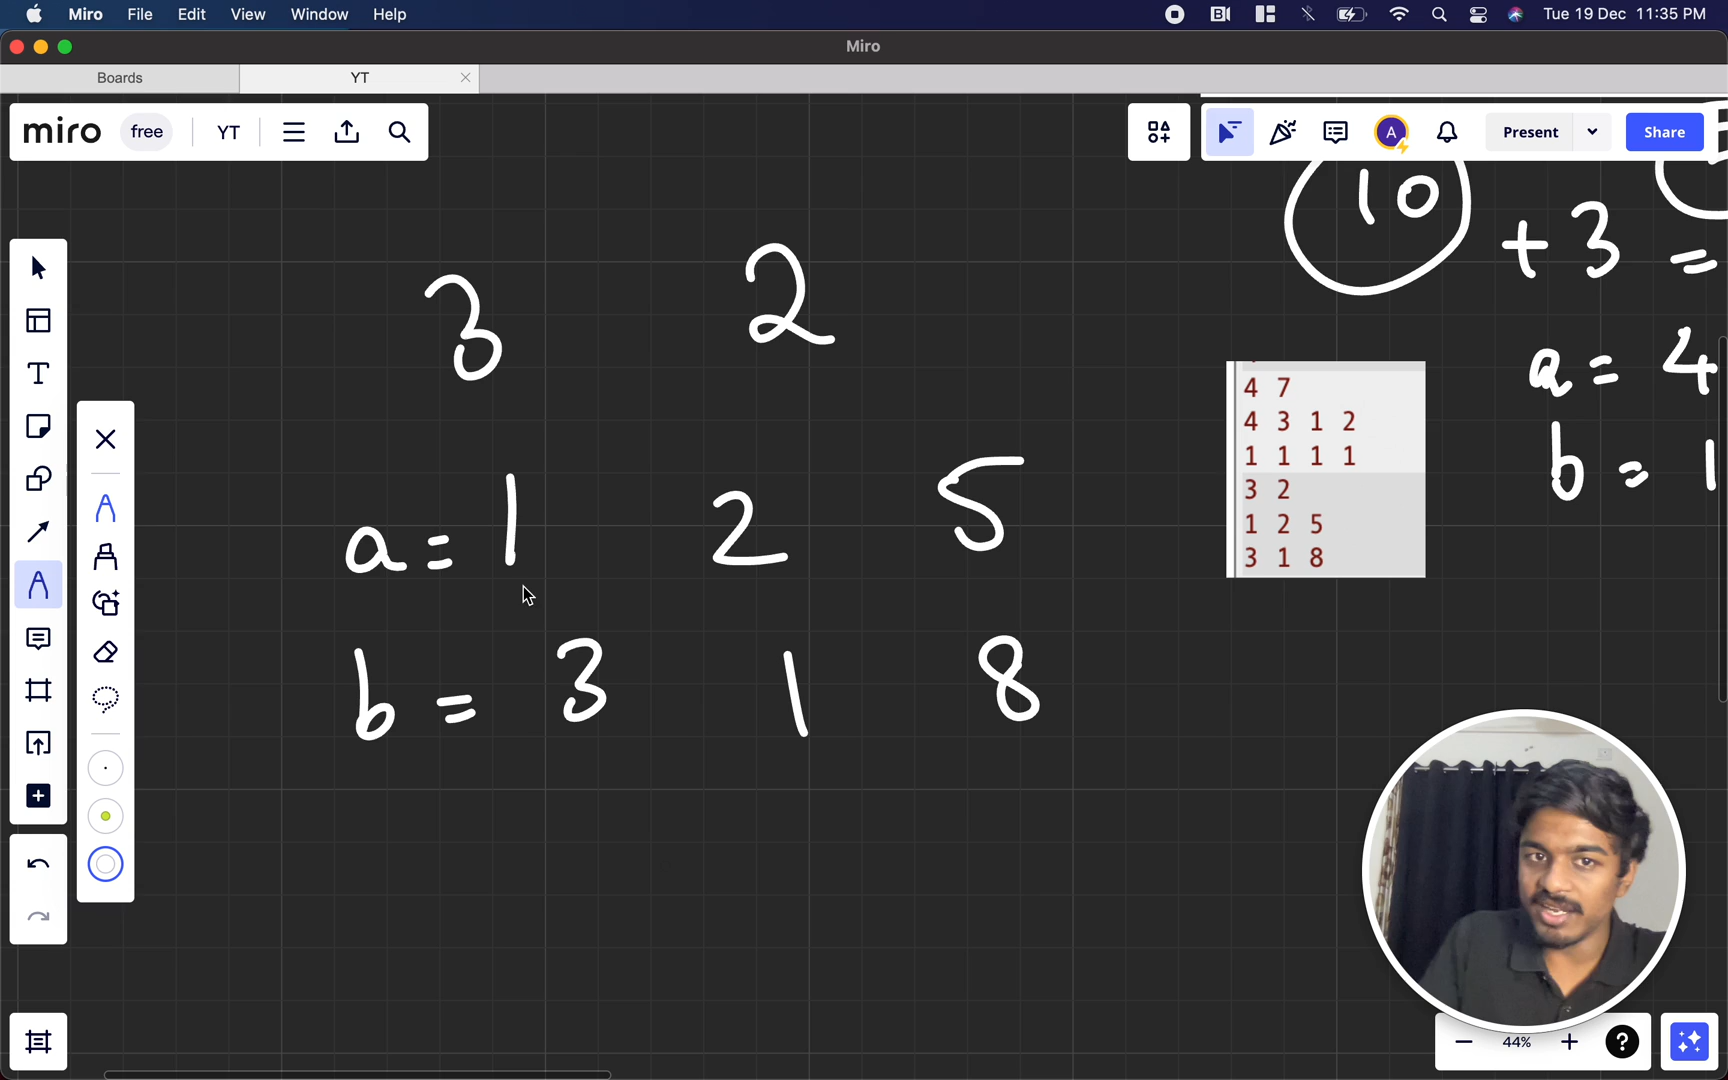 Miro File Edit View Window Help Tue 19 Dec 11:35 PM
Miro
Boards YT
miro free YT Present Share
10
+ 3 =
3 2
a = 4
4 7
4 3 1 2
1 1 1 1
3 2
1 2 5
3 1 8
b = 1
a = 1 2 5
b = 3 1 8
44% ?